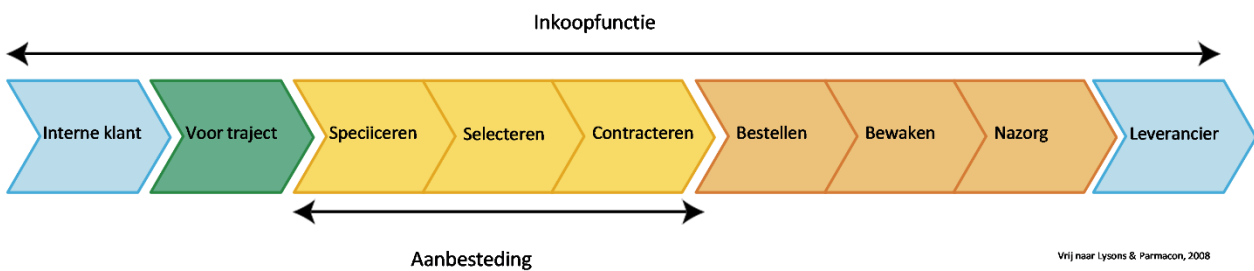 Inkoopfunctie
Interne klant
Voor traject
Speciiceren
Selecteren
Contracteren
Bestellen
Bewaken
Nazorg
Leverancier
Aanbesteding
Vrij naar Lysons & Parmacon, 2008